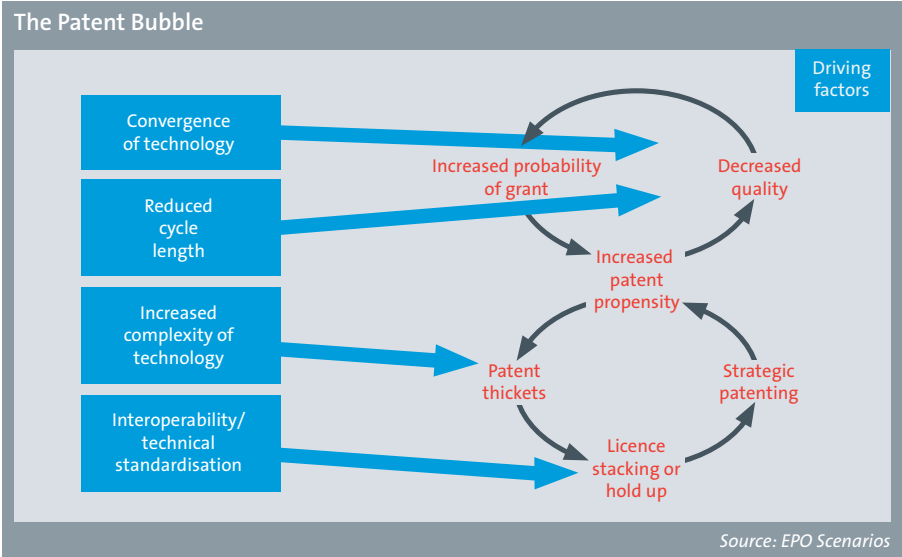 The Patent Bubble
Driving
factors
Convergence
of technology
Reduced
cycle
length
Increased
complexity of
technology
Interoperability/
technical
standardisation
Increased probability
of grant
Decreased
quality
Increased
patent
propensity
Patent
thickets
Strategic
patenting
Licence
stacking or
hold up
Source: EPO Scenarios